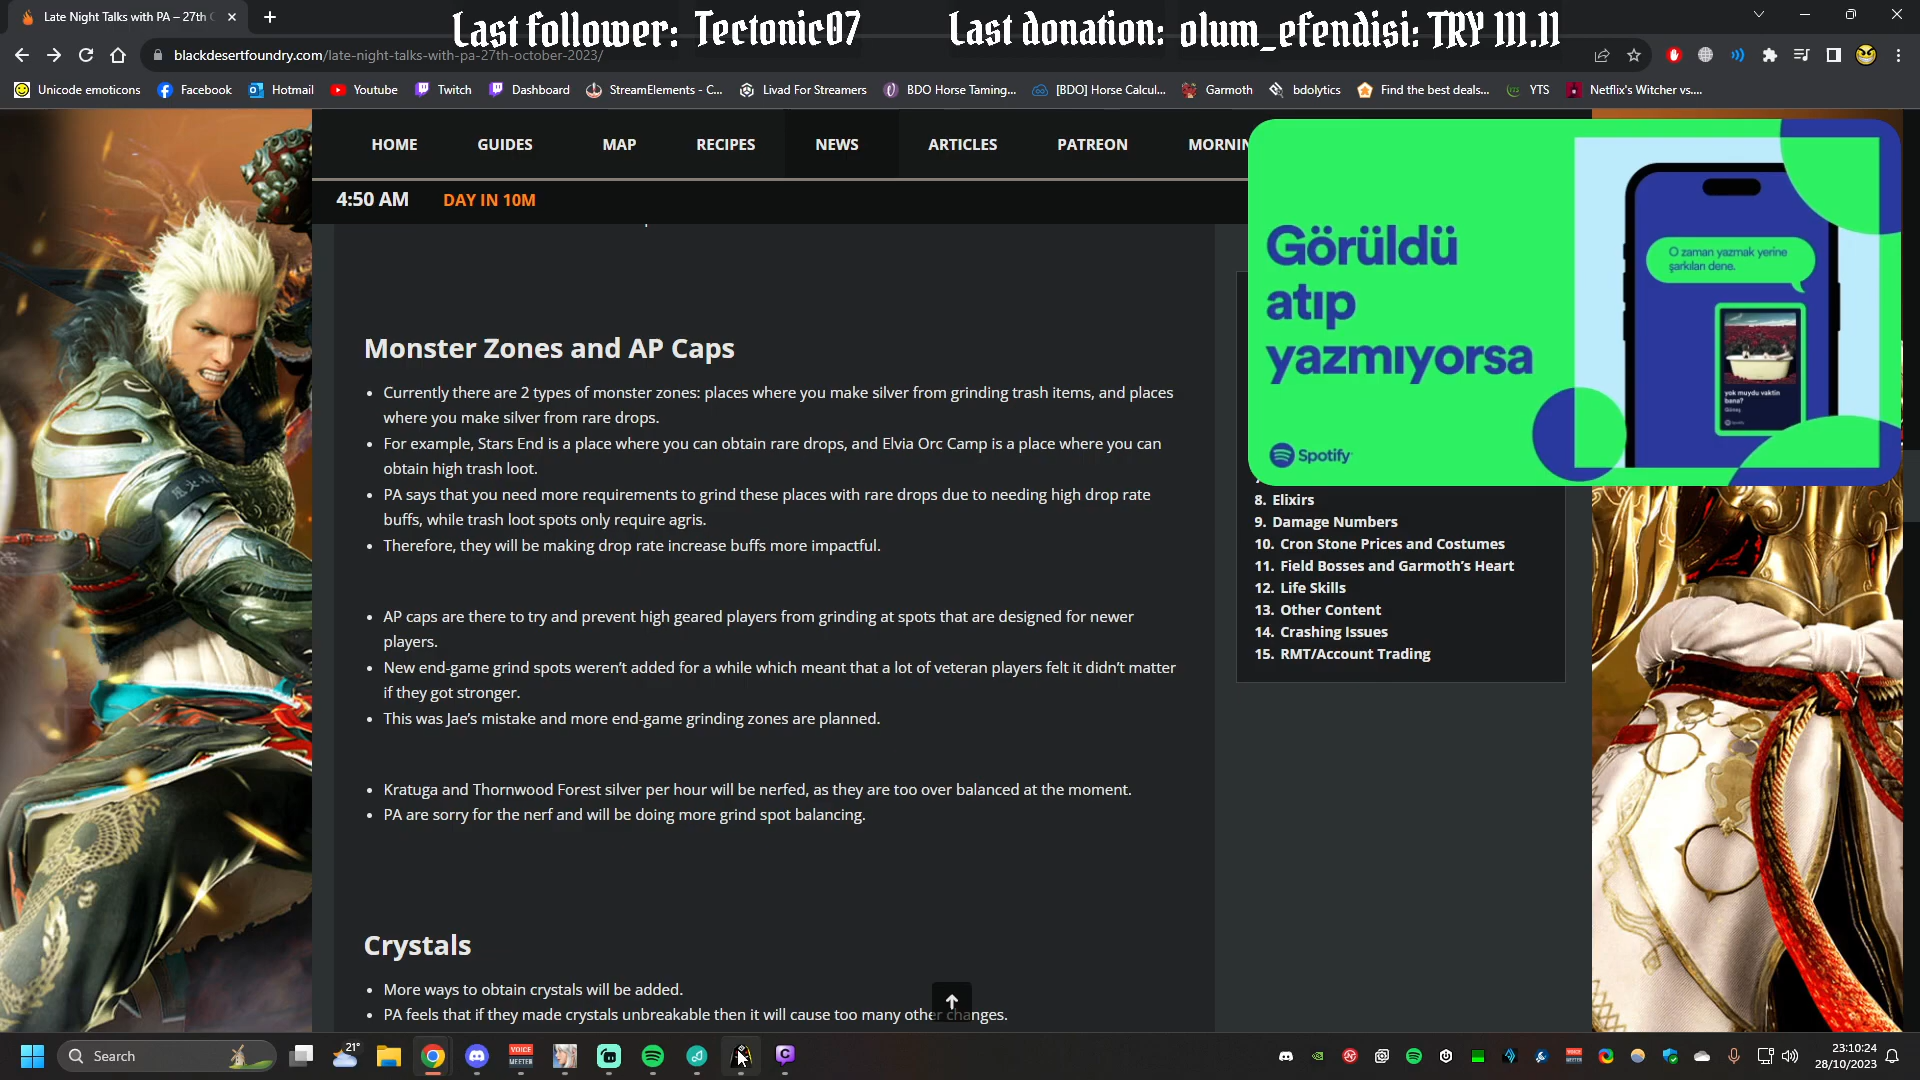 Late Night Talks with PA – 27th
Last follower: Tectonic07
Last donation: olum_efendisi: TRY 111.11
blackdesertfoundry.com/late-night-talks-with-pa-27th-october-2023/
Unicode emoticons
Facebook
Hotmail
Youtube
Twitch
Dashboard
StreamElements - C...
Livad For Streamers
BDO Horse Taming...
[BDO] Horse Calcul...
Garmoth
bdolytics
Find the best deals...
YTS
Netflix's Witcher vs....
HOME
GUIDES
MAP
RECIPES
NEWS
ARTICLES
PATREON
MORNIN
4:50 AM
DAY IN 10M
Görüldü
atıp
yazmıyorsa
O zaman yazmak yerine
şarkıları dene.
yok muydu vaktin
bana?
Güneş
Spotify
Spotify
Monster Zones and AP Caps
• Currently there are 2 types of monster zones: places where you make silver from grinding trash items, and places
where you make silver from rare drops.
• For example, Stars End is a place where you can obtain rare drops, and Elvia Orc Camp is a place where you can
obtain high trash loot.
• PA says that you need more requirements to grind these places with rare drops due to needing high drop rate
buffs, while trash loot spots only require agris.
• Therefore, they will be making drop rate increase buffs more impactful.
• AP caps are there to try and prevent high geared players from grinding at spots that are designed for newer
players.
• New end-game grind spots weren't added for a while which meant that a lot of veteran players felt it didn't matter
if they got stronger.
• This was Jae's mistake and more end-game grinding zones are planned.
• Kratuga and Thornwood Forest silver per hour will be nerfed, as they are too over balanced at the moment.
• PA are sorry for the nerf and will be doing more grind spot balancing.
Crystals
• More ways to obtain crystals will be added.
• PA feels that if they made crystals unbreakable then it will cause too many other changes.
8. Elixirs
9. Damage Numbers
10. Cron Stone Prices and Costumes
11. Field Bosses and Garmoth's Heart
12. Life Skills
13. Other Content
14. Crashing Issues
15. RMT/Account Trading
Search
21°
VOICE
MEETER
23:10:24
28/10/2023